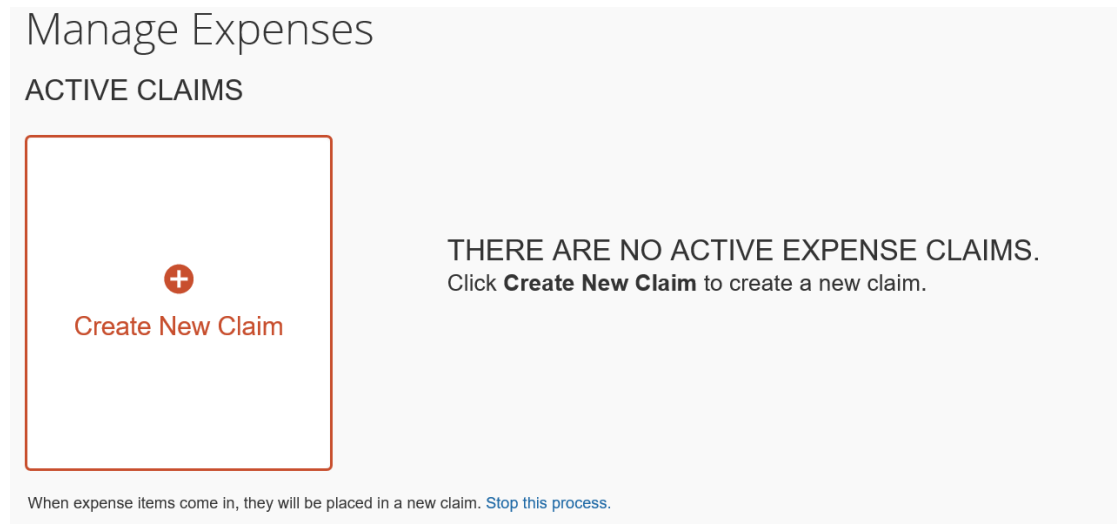 Manage Expenses
ACTIVE CLAIMS
THERE ARE NO ACTIVE EXPENSE CLAIMS.
Click Create New Claim to create a new claim.
Create New Claim
When expense items come in, they will be placed in a new claim. Stop this process.